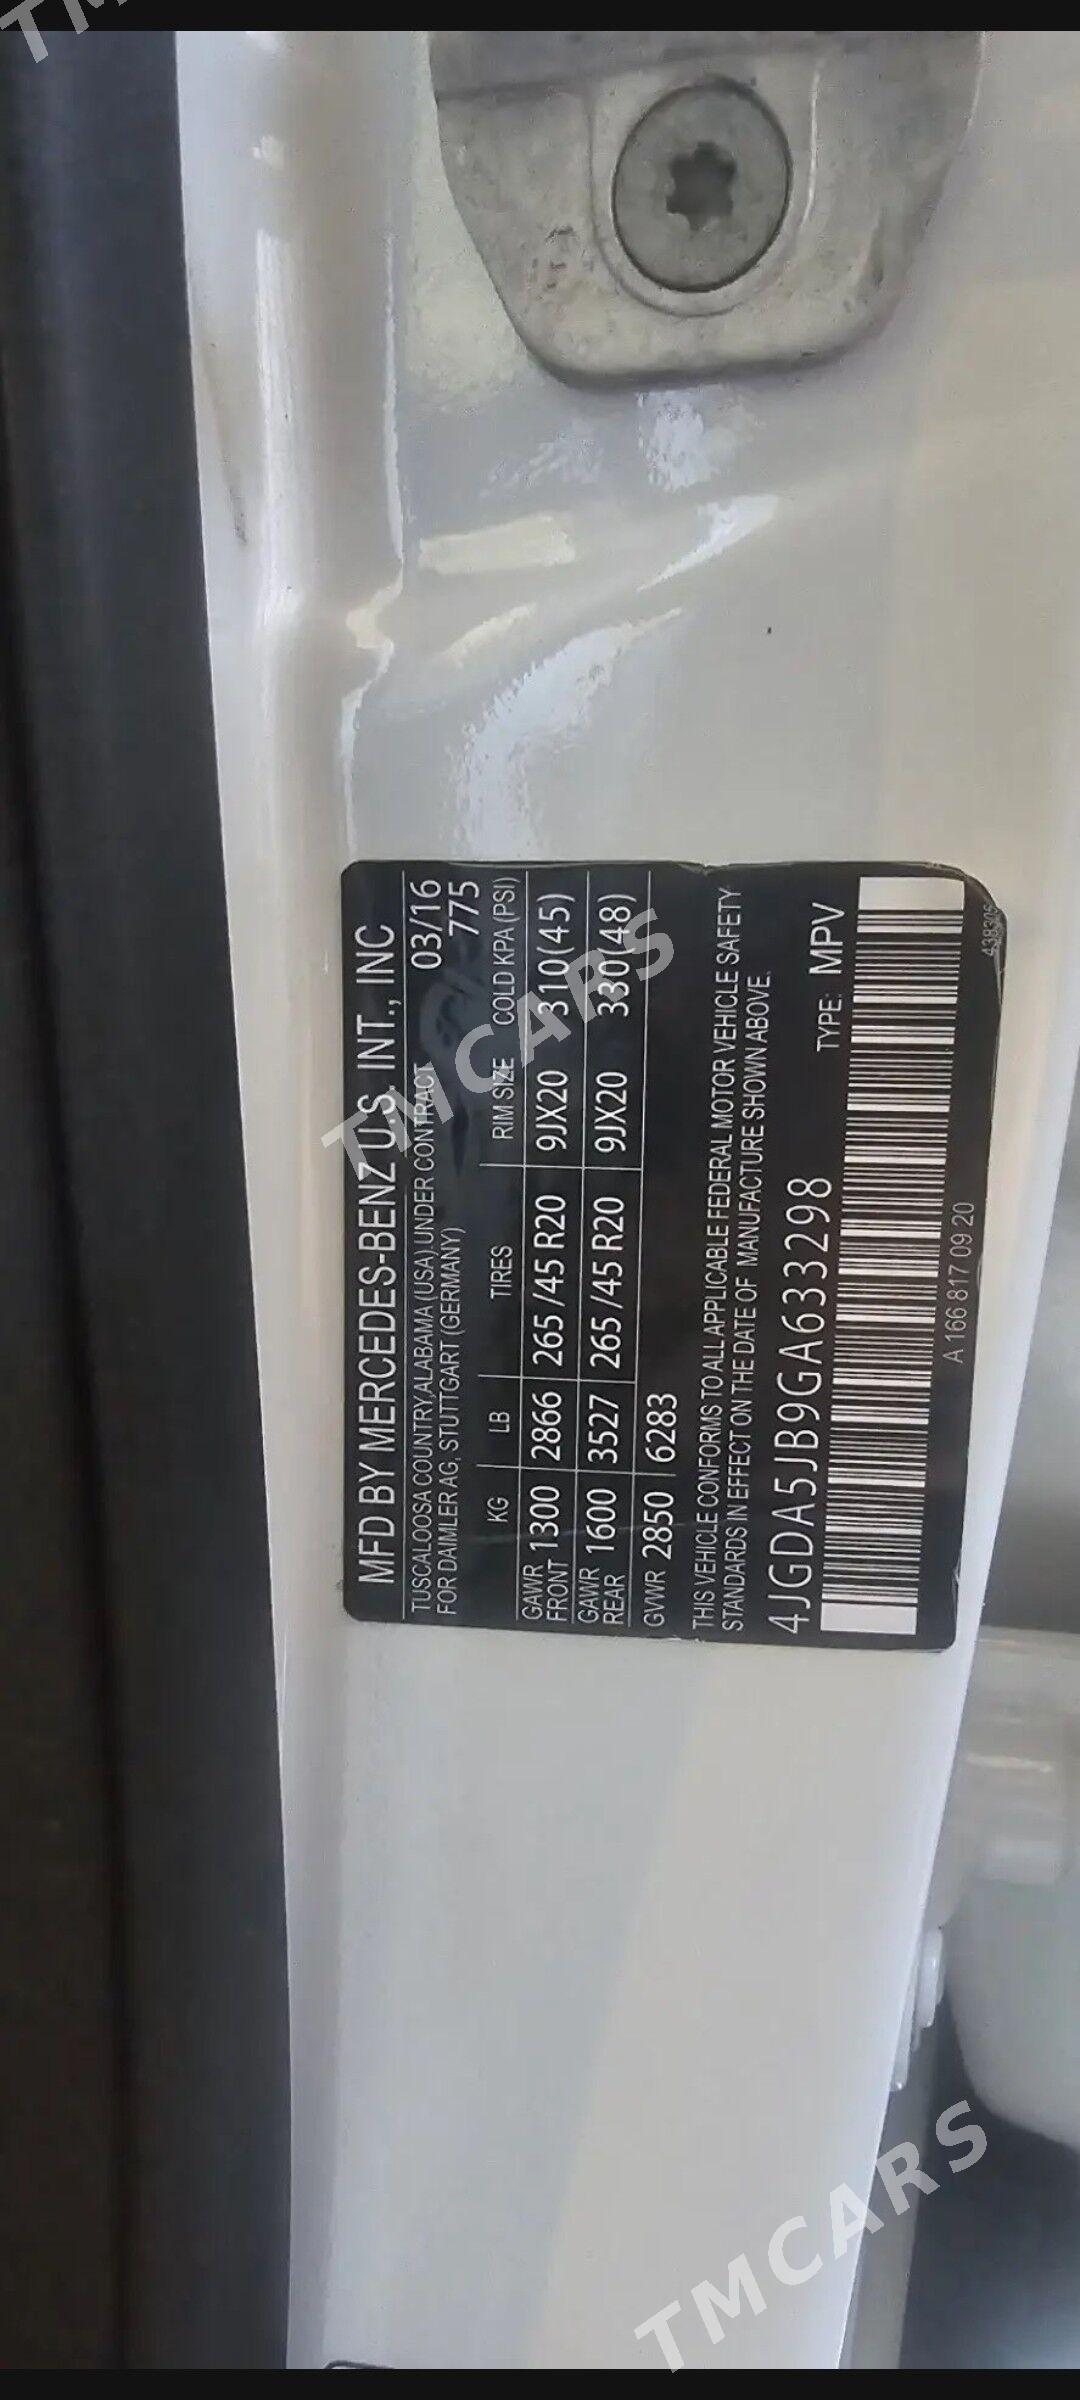 MFD BY MERCEDES-BENZ U.S. INT., INC
TUSCALOOSA COUNTRY, ALABAMA (USA) UNDER CONTRACT 03/16
FOR DAIMLER AG, STUTTGART (GERMANY) 775
KG LB TIRES RIM SIZE COLD KPA (PSI)
GAWR FRONT 1300 2866 265/45 R20 9JX20 310(45)
GAWR REAR 1600 3527 265/45 R20 9JX20 330(48)
GVWR 2850 6283
THIS VEHICLE CONFORMS TO ALL APPLICABLE FEDERAL MOTOR VEHICLE SAFETY
STANDARDS IN EFFECT ON THE DATE OF MANUFACTURE SHOWN ABOVE.
4JGDA5JB9GA633298 TYPE: MPV
A 166 817 09 20
438305
TMCARS
TMCARS